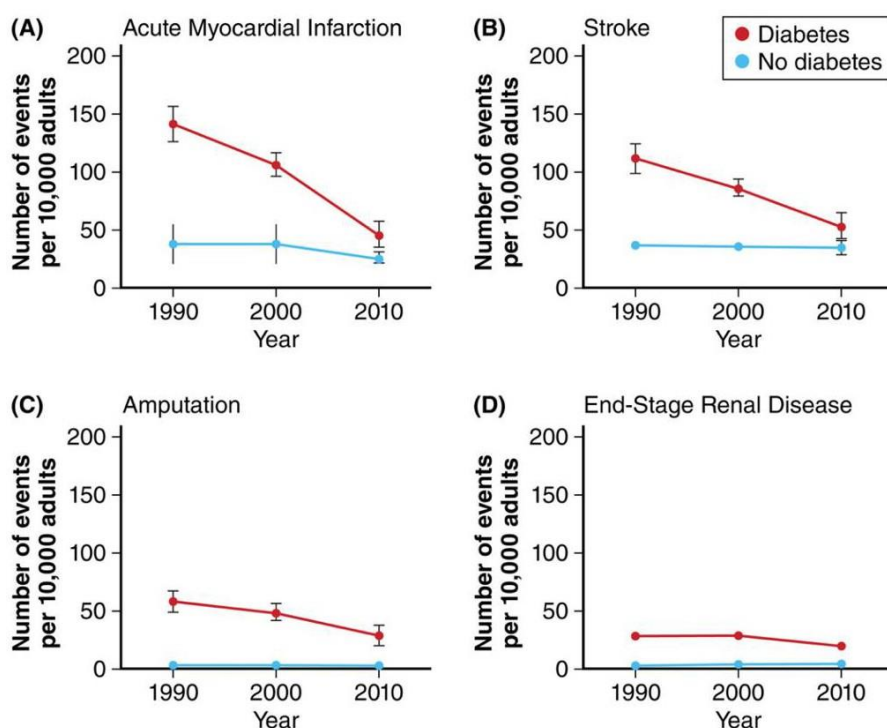 (A) Acute Myocardial Infarction
Number of events
per 10,000 adults
200
150
100
50
0
1990 2000 2010
Year
(B) Stroke
Diabetes
No diabetes
Number of events
per 10,000 adults
200
150
100
50
0
1990 2000 2010
Year
(C) Amputation
Number of events
per 10,000 adults
200
150
100
50
0
1990 2000 2010
Year
(D) End-Stage Renal Disease
Number of events
per 10,000 adults
200
150
100
50
0
1990 2000 2010
Year